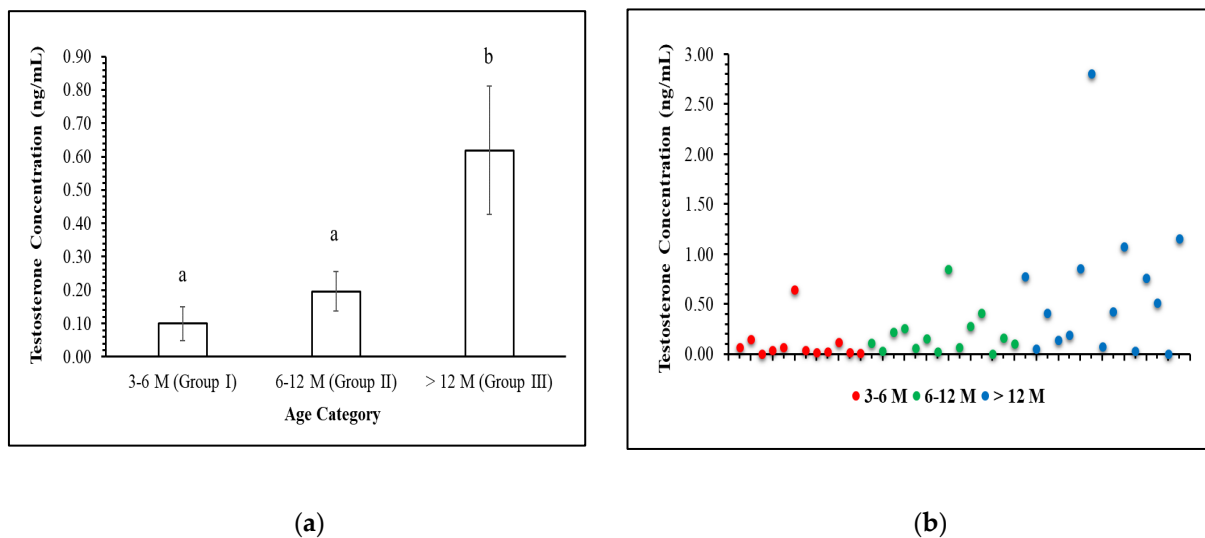 Testosterone Concentration (ng/mL)
0.90
0.80
0.70
0.60
0.50
0.40
0.30
0.20
0.10
0.00
a
a
b
3-6 M (Group I)
6-12 M (Group II)
> 12 M (Group III)
Age Category
(a)
Testosterone Concentration (ng/mL)
3.00
2.50
2.00
1.50
1.00
0.50
0.00
3-6 M
6-12 M
> 12 M
(b)